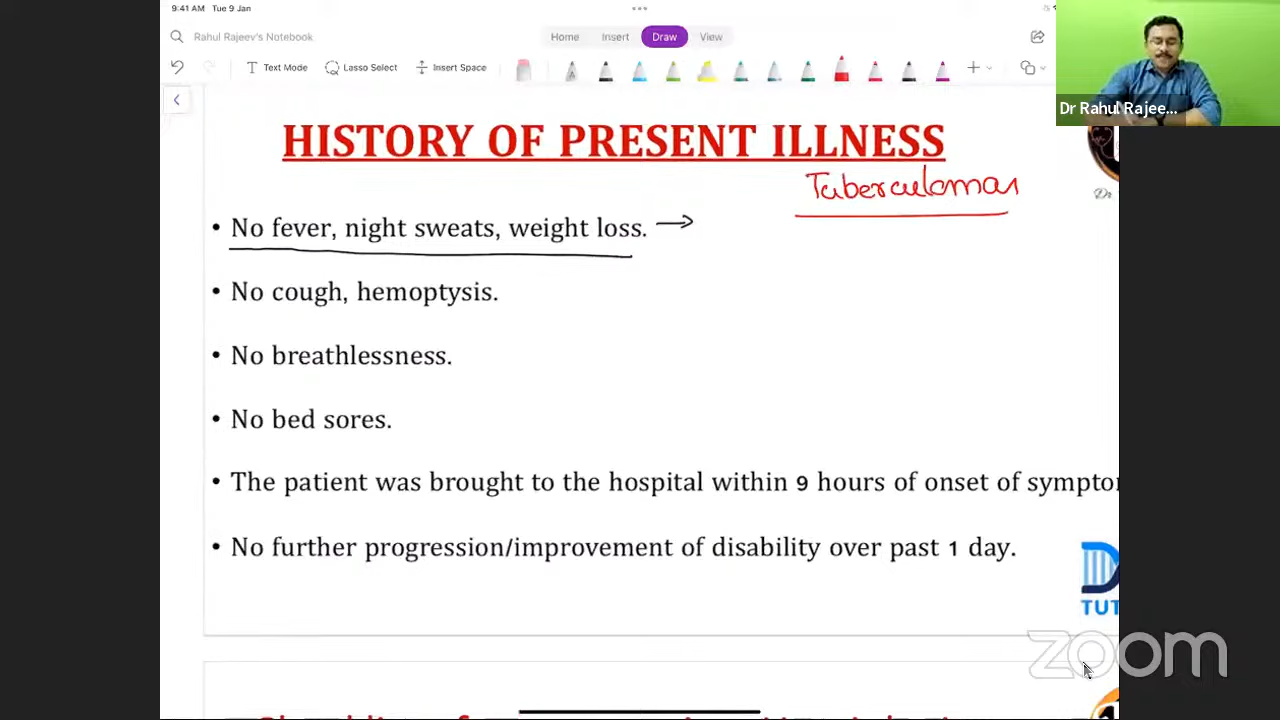 9:41 AM Tue 9 Jan
Rahul Rajeev's Notebook
Home Insert Draw View
Text Mode Lasso Select Insert Space
Dr Rahul Rajee...
HISTORY OF PRESENT ILLNESS
Tuberculomas
Dr.
• No fever, night sweats, weight loss. →
• No cough, hemoptysis.
• No breathlessness.
• No bed sores.
• The patient was brought to the hospital within 9 hours of onset of sympto
• No further progression/improvement of disability over past 1 day.
TUT
zoom